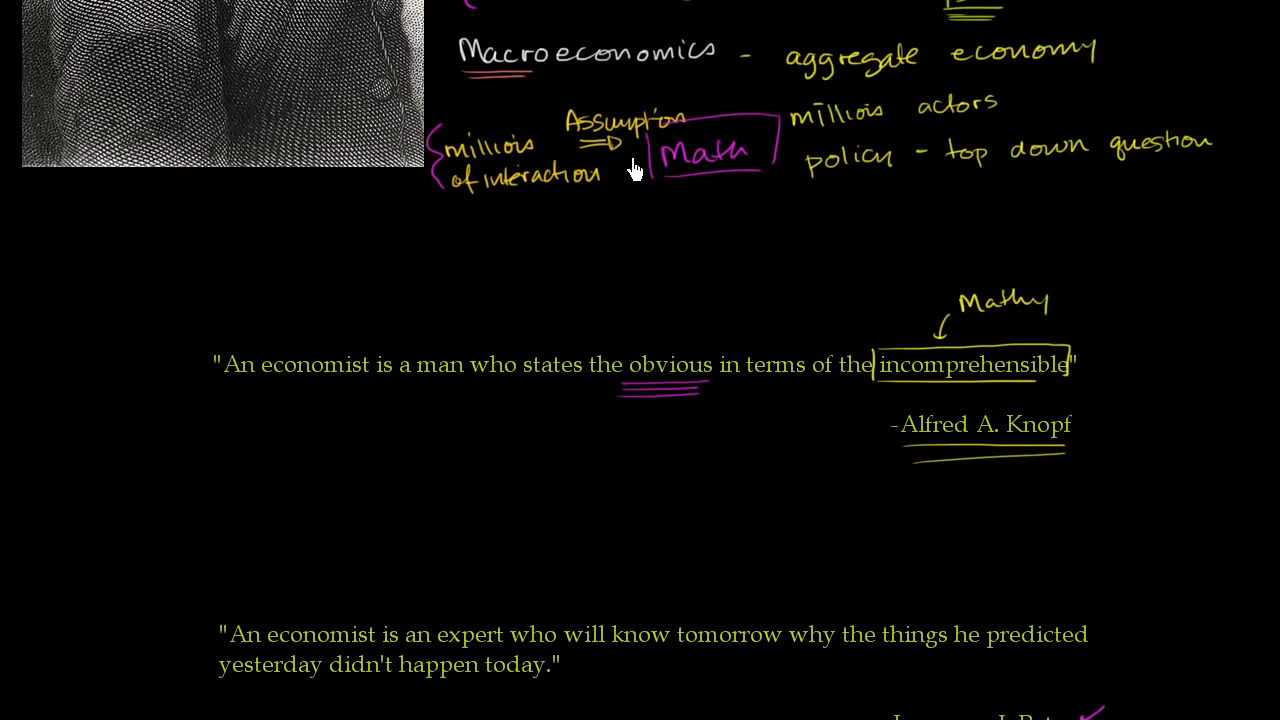 Macroeconomics - aggregate economy
millions actors
Assumption
millions
Math
of interaction
policy - top down question
Mathy
"An economist is a man who states the obvious in terms of the incomprehensible"
-Alfred A. Knopf
"An economist is an expert who will know tomorrow why the things he predicted
yesterday didn't happen today."